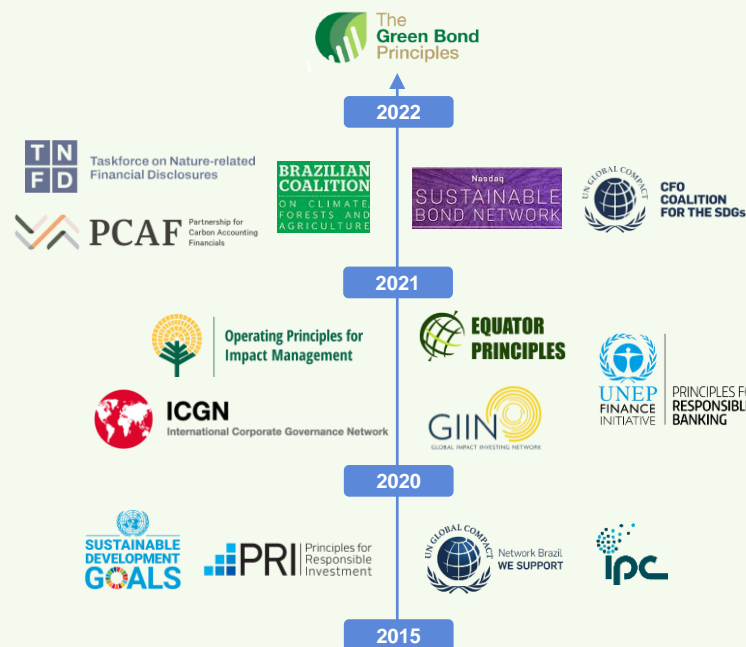 The
Green Bond
Principles
2022
TN
FD
Taskforce on Nature-related
Financial Disclosures
PCAF
Partnership for
Carbon Accounting
Financials
BRAZILIAN
COALITION
ON CLIMATE,
FORESTS AND
AGRICULTURE
Nasdaq
SUSTAINABLE
BOND NETWORK
UN GLOBAL COMPACT
CFO
COALITION
FOR THE SDGs
2021
Operating Principles for
Impact Management
EQUATOR
PRINCIPLES
ICGN
International Corporate Governance Network
GIIN
GLOBAL IMPACT INVESTING NETWORK
UNEP
FINANCE
INITIATIVE
PRINCIPLES FO
RESPONSIBLE
BANKING
2020
SUSTAINABLE
DEVELOPMENT
GOALS
PRI
Principles for
Responsible
Investment
UN GLOBAL COMPACT
Network Brazil
WE SUPPORT
ipc
2015